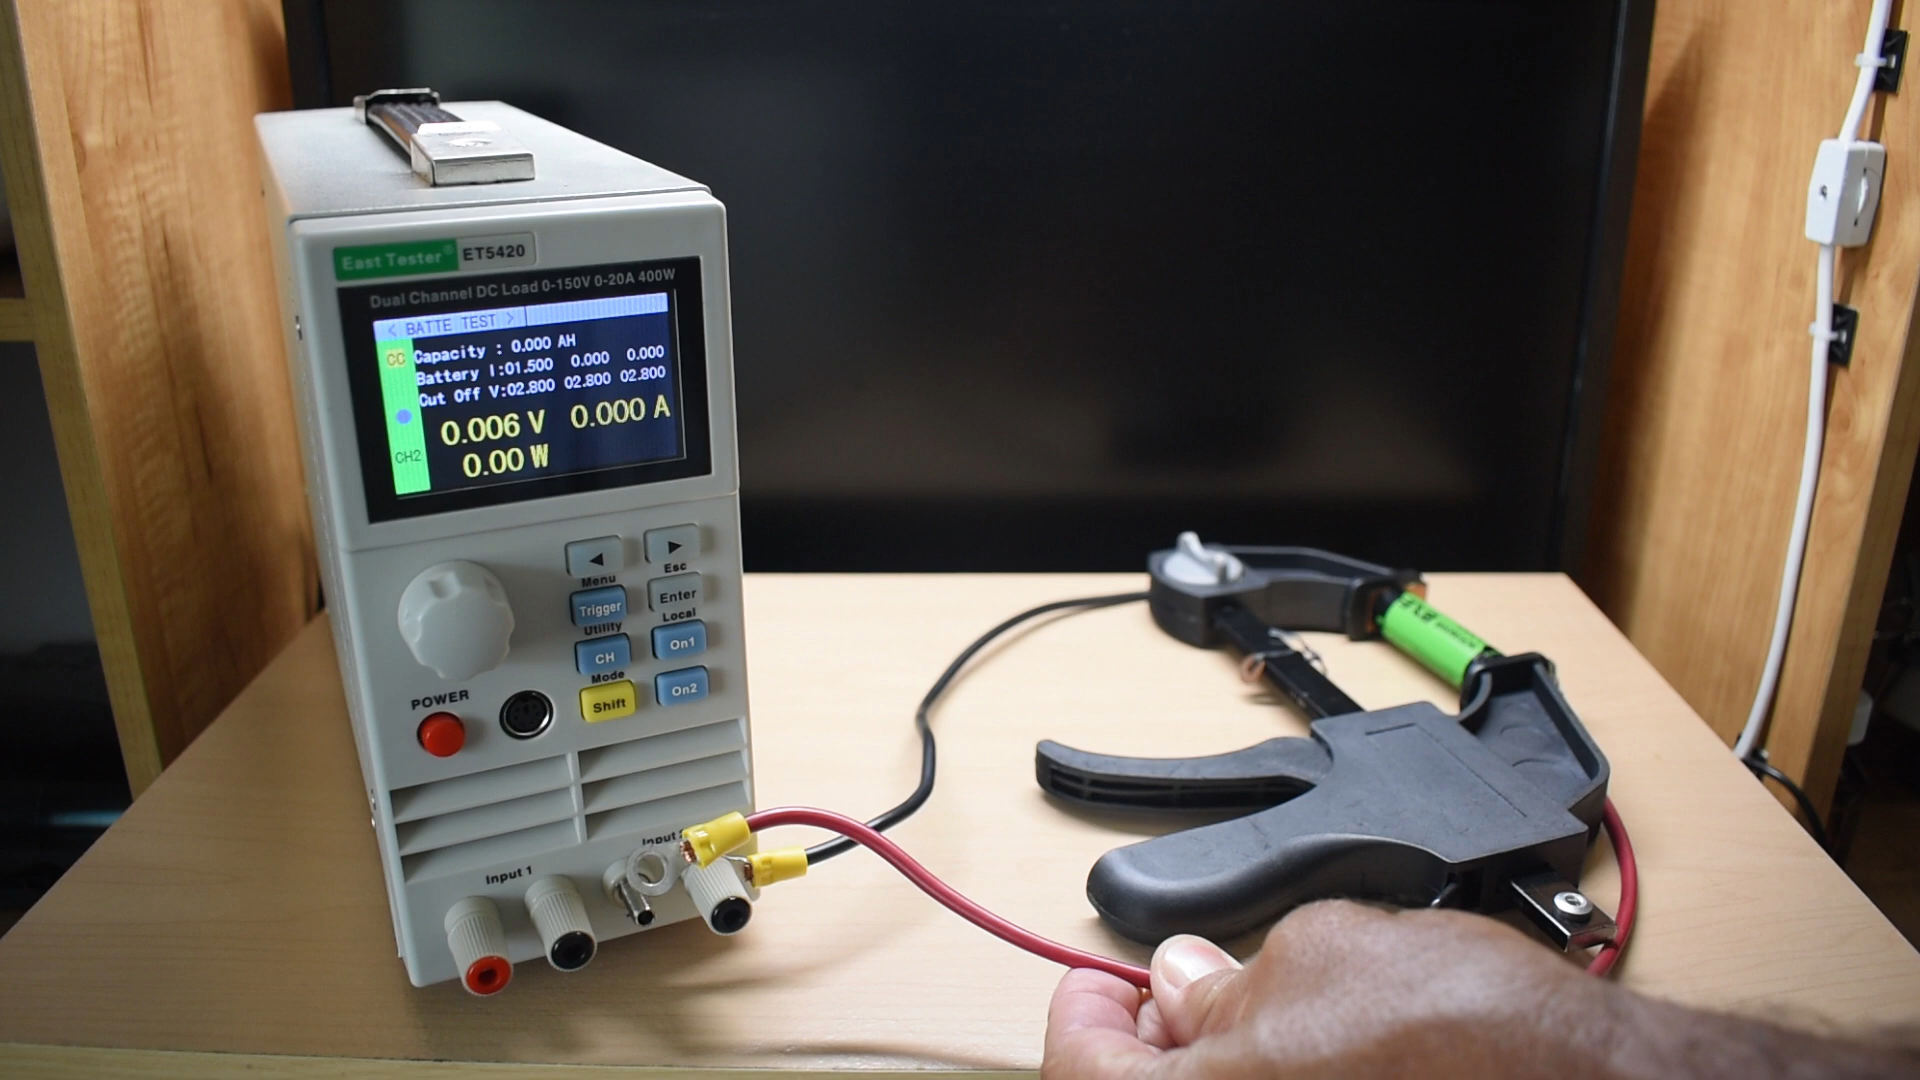 East Tester® ET5420
Dual Channel DC Load 0-150V 0-20A 400W
< BATTE TEST >
CC
Capacity : 0.000 AH
Battery I:01.500 0.000 0.000
Cut Off V:02.800 02.800 02.800
0.006 V 0.000 A
CH2
0.00 W
◄ ►
Menu Esc
Trigger Enter
Utility Local
CH On1
Mode
Shift On2
POWER
Input 1
Input